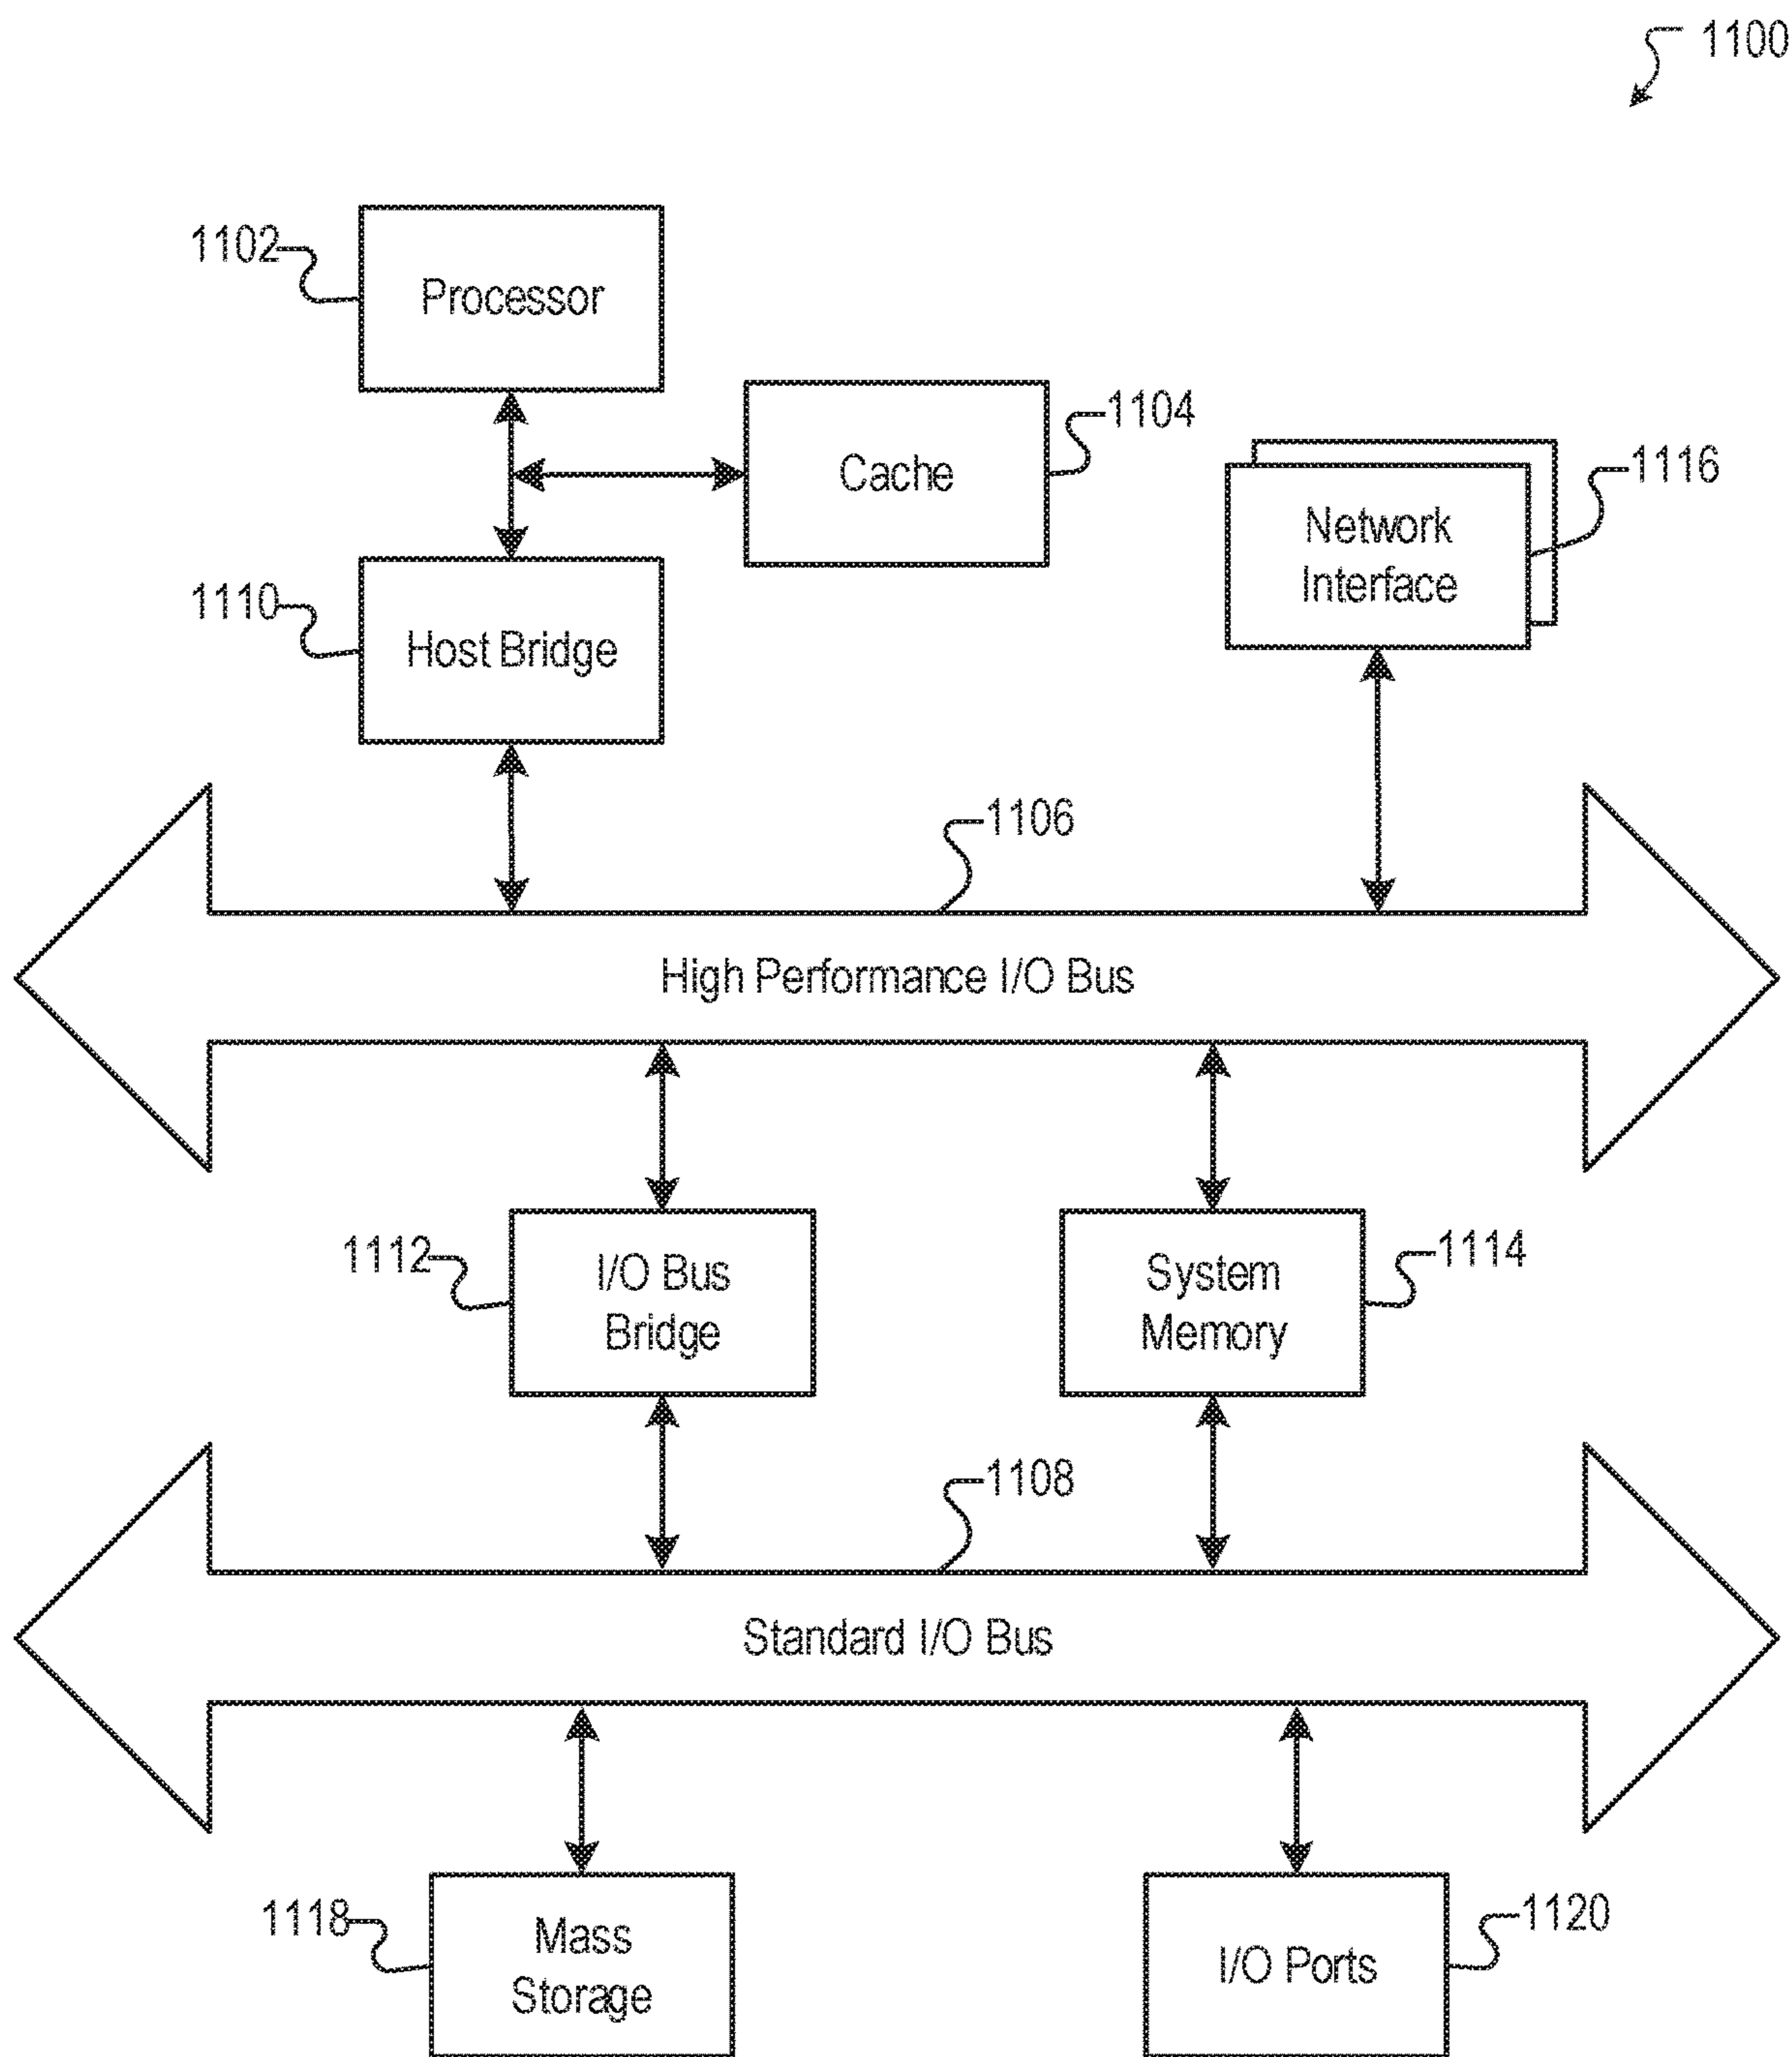 1100
1102
Processor
1104
Cache
1116
Network
Interface
1110
Host Bridge
1106
High Performance I/O Bus
1112
I/O Bus
Bridge
System
Memory
1114
1108
Standard I/O Bus
1118
Mass
Storage
I/O Ports
1120